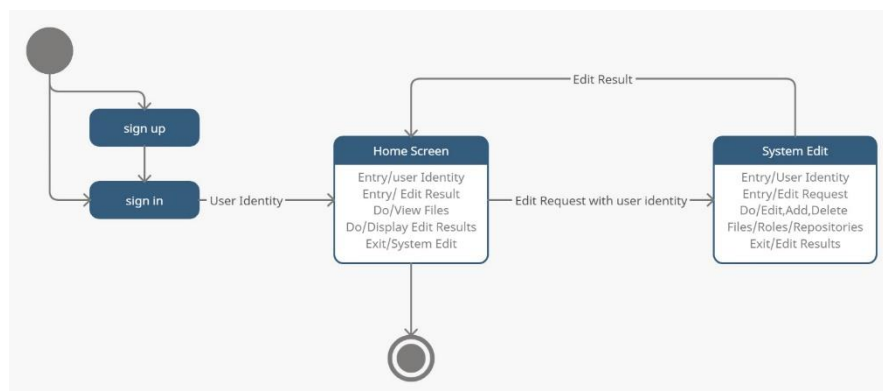 Edit Result
sign up
sign in
User Identity
Home Screen
Entry/user Identity
Entry/ Edit Result
Do/View Files
Do/Display Edit Results
Exit/System Edit
Edit Request with user identity
System Edit
Entry/User Identity
Entry/Edit Request
Do/Edit,Add,Delete
Files/Roles/Repositories
Exit/Edit Results